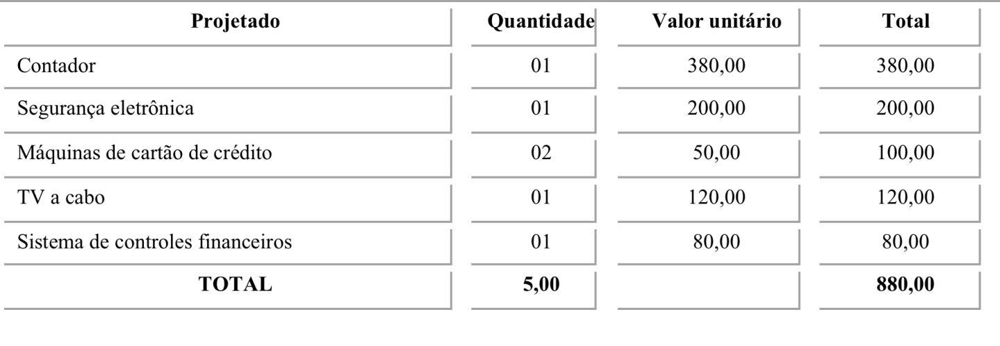 Projetado Quantidade Valor unitário Total
Contador 01 380,00 380,00
Segurança eletrônica 01 200,00 200,00
Máquinas de cartão de crédito 02 50,00 100,00
TV a cabo 01 120,00 120,00
Sistema de controles financeiros 01 80,00 80,00
TOTAL 5,00 880,00